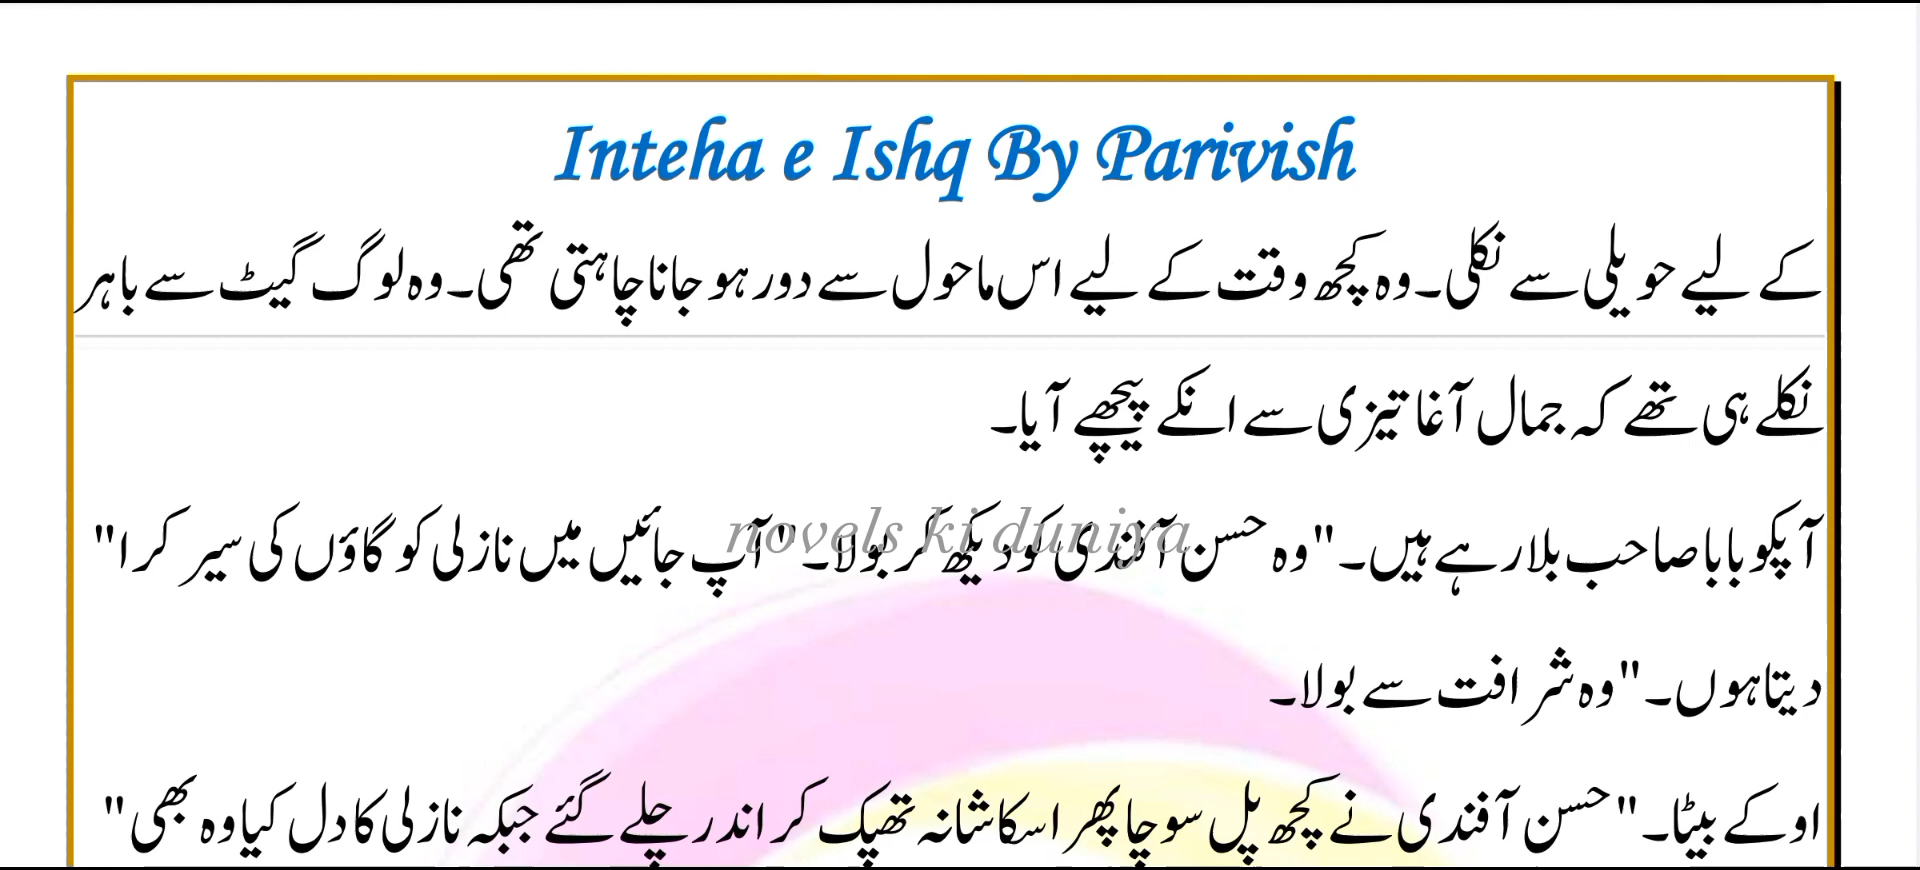 Inteha e Ishq By Parivish
کے لیے حویلی سے نکلی۔ وہ کچھ وقت کے لیے اس ماحول سے دور ہو جانا چاہتی تھی۔ وہ لوگ گیٹ سے باہر
نکلے ہی تھے کہ جمال آغا تیزی سے انکے پیچھے آیا۔
آپکو بابا صاحب بلا رہے ہیں۔"وہ حسن آفندی کو دیکھ کر بولا۔"آپ جائیں میں نازلی کو گاؤں کی سیر کرا"
novels ki duniya
دیتا ہوں۔"وہ شرافت سے بولا۔
اوکے بیٹا۔"حسن آفندی نے کچھ پل سوچا پھر اسکا شانہ تھپک کر اندر چلے گئے جبکہ نازلی کا دل کیا وہ بھی"